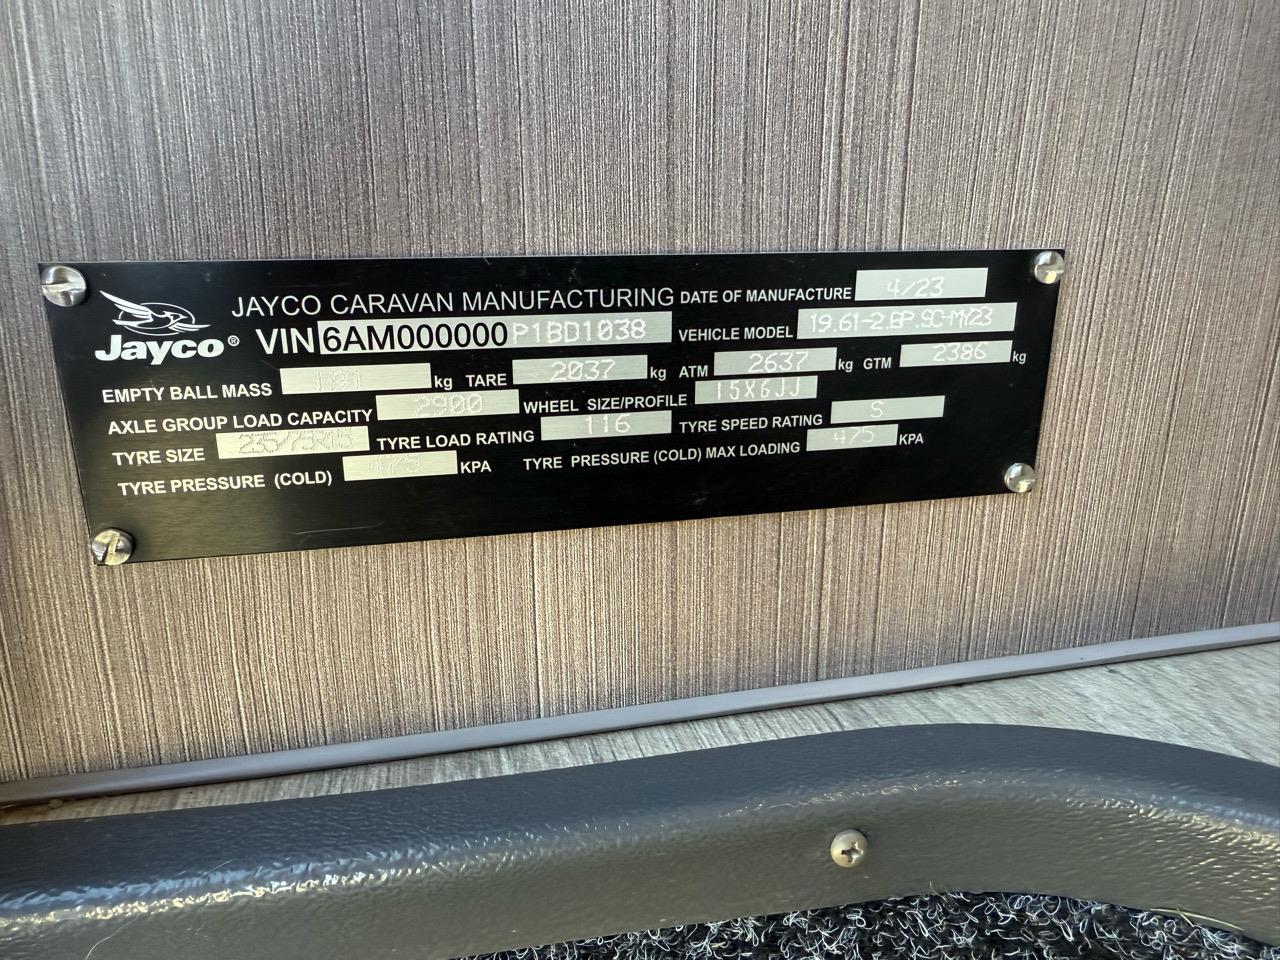 JAYCO CARAVAN MANUFACTURING DATE OF MANUFACTURE 4/23
Jayco® VIN 6AM000000P1BD1038 VEHICLE MODEL 19.61-2.BP.SC-MY23
EMPTY BALL MASS kg TARE 2037 kg ATM 2637 kg GTM 2386 kg
AXLE GROUP LOAD CAPACITY 2900 WHEEL SIZE/PROFILE 15X6JJ
TYRE SIZE 235/75R15 TYRE LOAD RATING 116 TYRE SPEED RATING S
TYRE PRESSURE (COLD) KPA TYRE PRESSURE (COLD) MAX LOADING 475 KPA